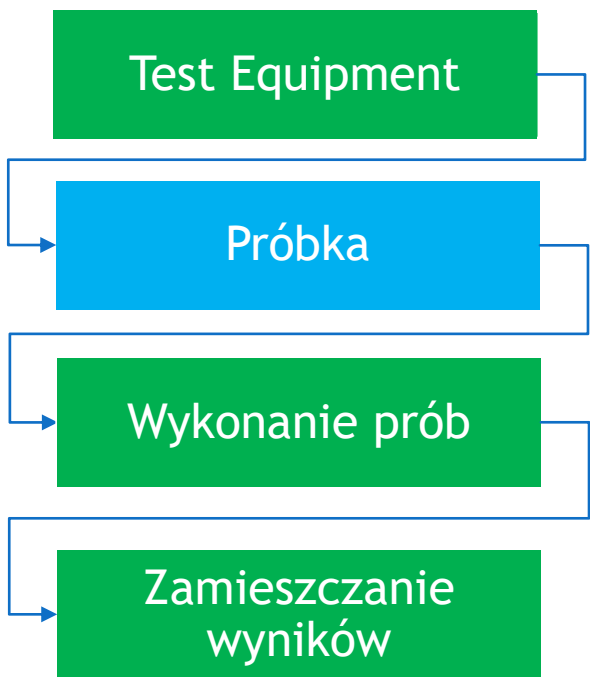 Test Equipment
Próbka
Wykonanie prób
Zamieszczanie
wyników